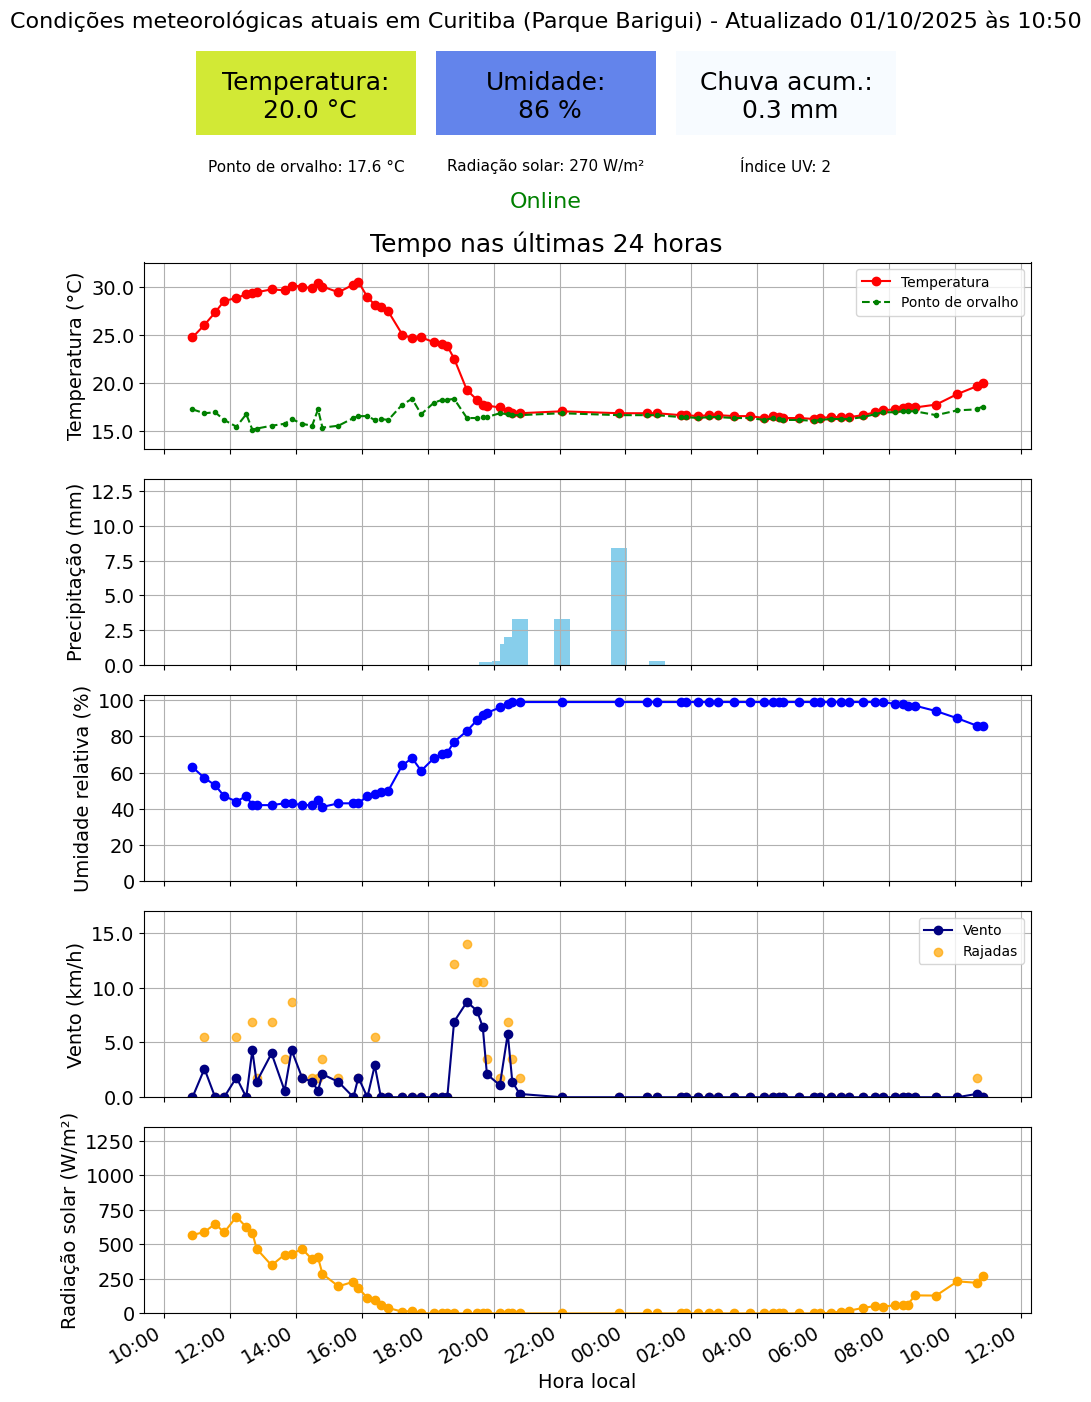 Condições meteorológicas atuais em Curitiba (Parque Barigui) - Atualizado 01/10/2025 às 10:50
Temperatura:
20.0 °C
Umidade:
86 %
Chuva acum.:
0.3 mm
Ponto de orvalho: 17.6 °C
Radiação solar: 270 W/m²
Índice UV: 2
Online
Tempo nas últimas 24 horas
Temperatura (°C)
30.0
25.0
20.0
15.0
Temperatura
Ponto de orvalho
Precipitação (mm)
12.5
10.0
7.5
5.0
2.5
0.0
Umidade relativa (%)
100
80
60
40
20
0
Vento (km/h)
15.0
10.0
5.0
0.0
Vento
Rajadas
Radiação solar (W/m²)
1250
1000
750
500
250
0
10:00
12:00
14:00
16:00
18:00
20:00
22:00
00:00
02:00
04:00
06:00
08:00
10:00
12:00
Hora local